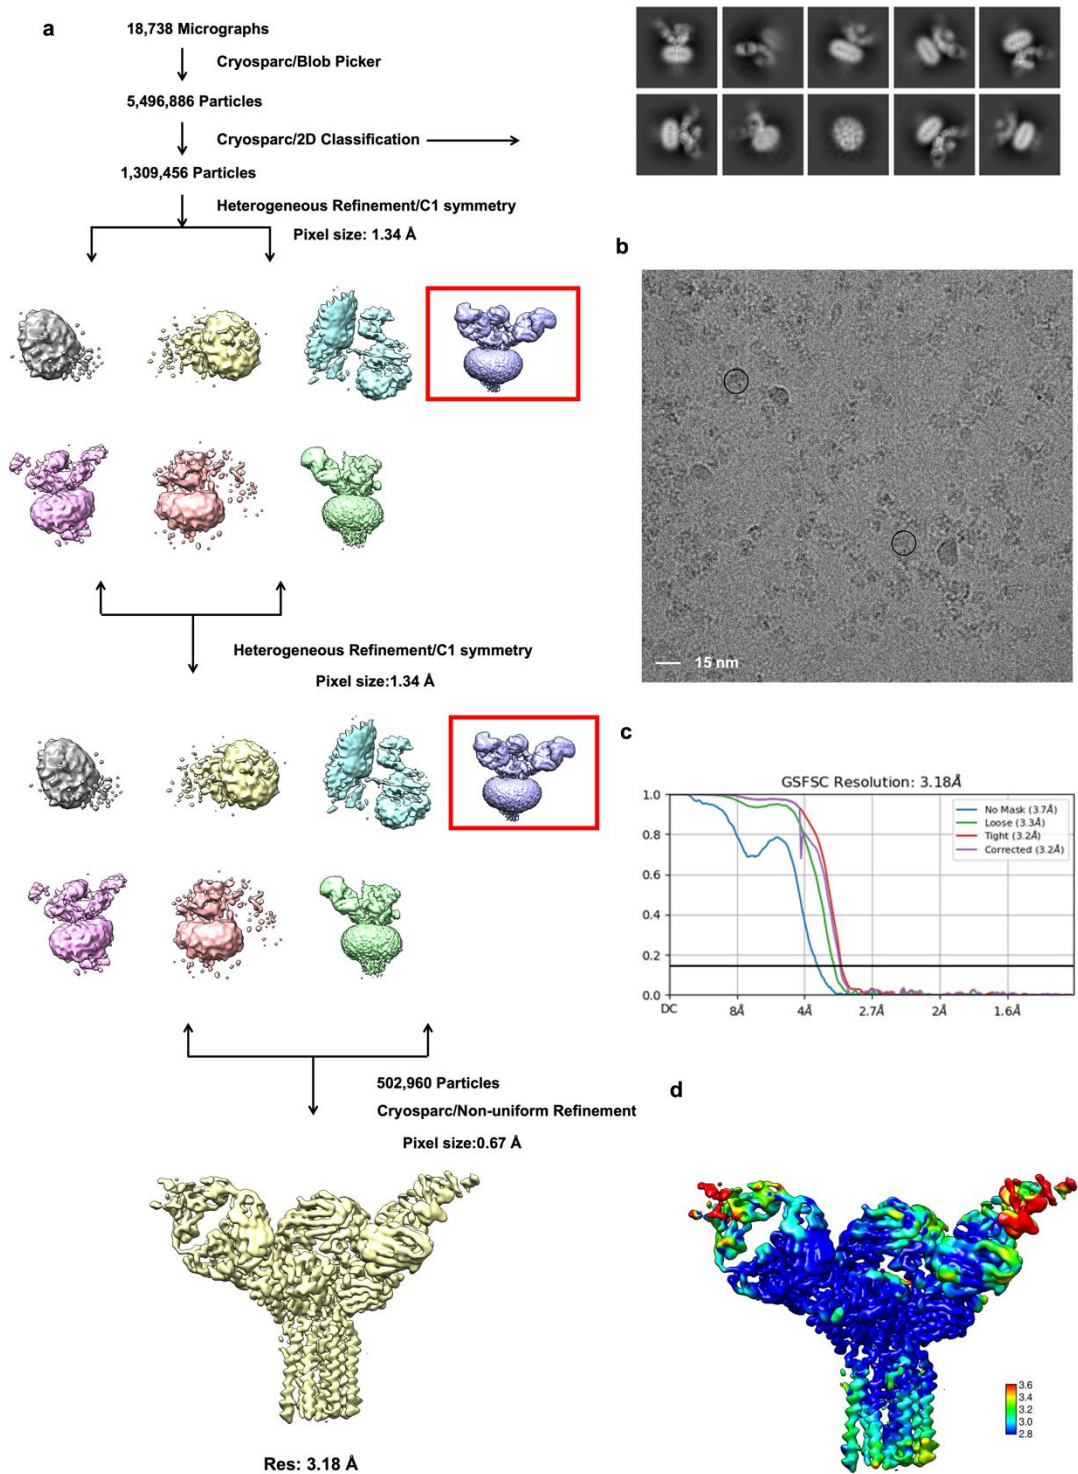 a
18,738 Micrographs
Cryosparc/Blob Picker
5,496,886 Particles
Cryosparc/2D Classification
1,309,456 Particles
Heterogeneous Refinement/C1 symmetry
Pixel size: 1.34 Å
Heterogeneous Refinement/C1 symmetry
Pixel size:1.34 Å
502,960 Particles
Cryosparc/Non-uniform Refinement
Pixel size:0.67 Å
Res: 3.18 Å
b
15 nm
c
GSFSC Resolution: 3.18Å
1.0
0.8
0.6
0.4
0.2
0.0
No Mask (3.7Å)
Loose (3.3Å)
Tight (3.2Å)
Corrected (3.2Å)
DC
8Å
4Å
2.7Å
2Å
1.6Å
d
3.6
3.4
3.2
3.0
2.8